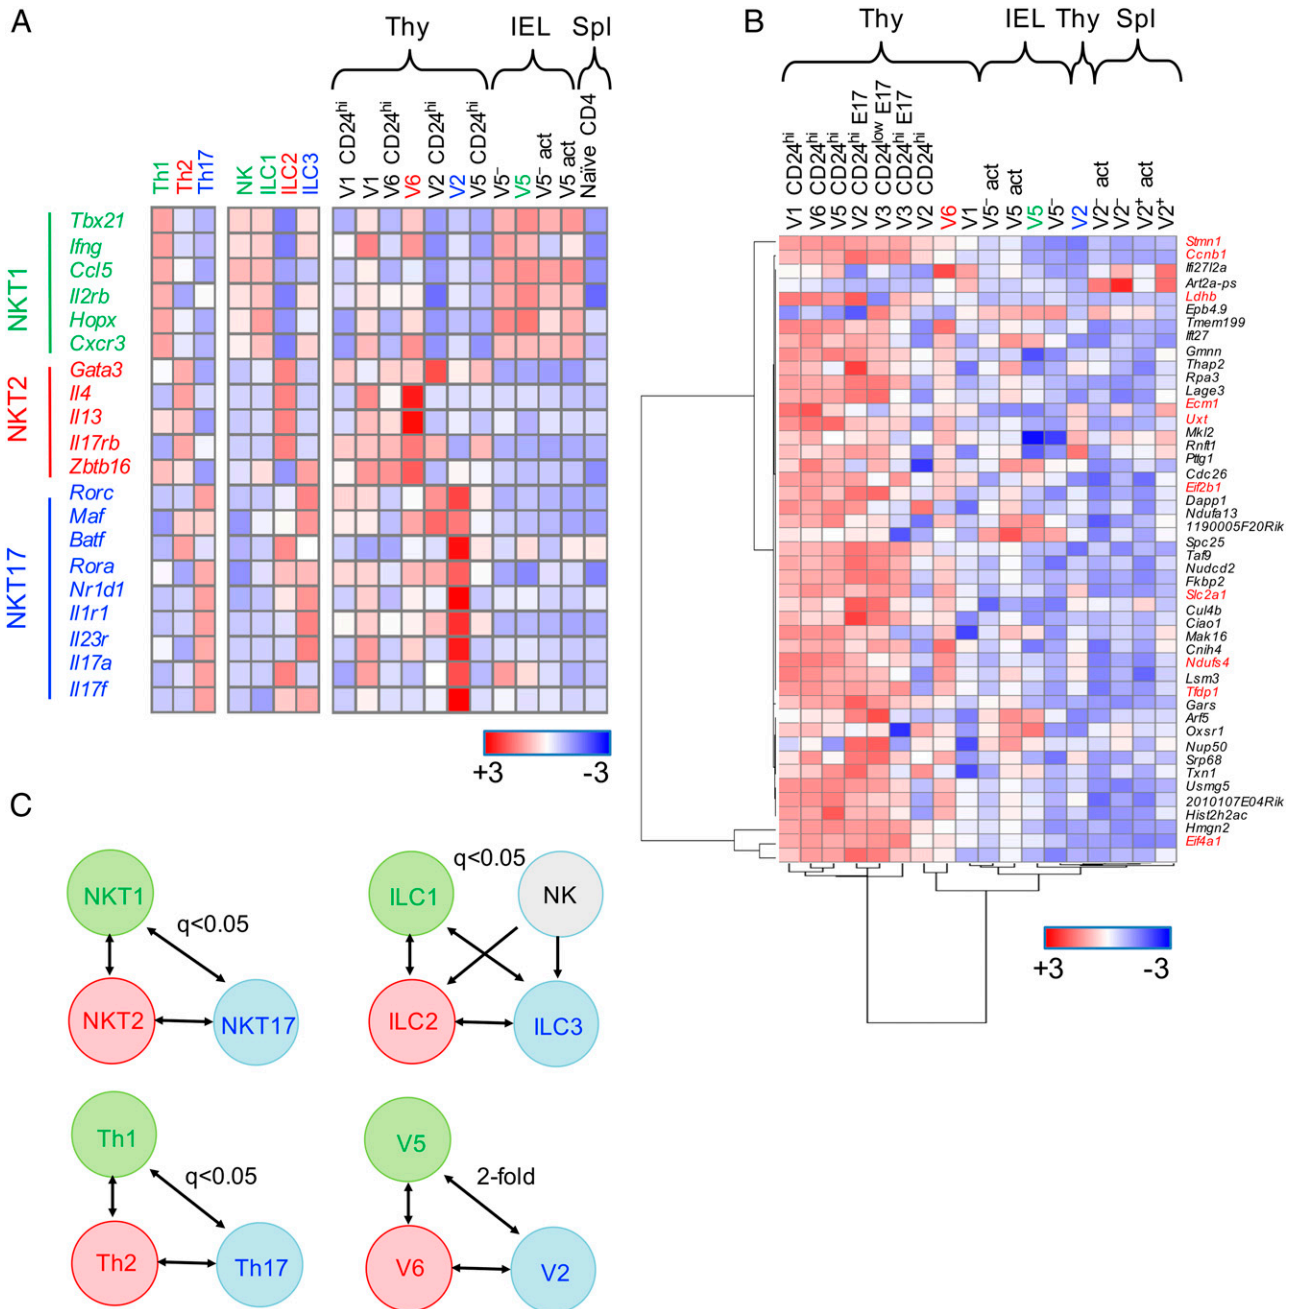 A
Thy
IEL
Spl
Th1
Th2
Th17
NK
ILC1
ILC2
ILC3
V1 CD24hi
V1
V6 CD24hi
V6
V2 CD24hi
V2
V5 CD24hi
V5⁻
V5
V5⁻ act
V5 act
Naïve CD4
NKT1
Tbx21
Ifng
Ccl5
Il2rb
Hopx
Cxcr3
NKT2
Gata3
Il4
Il13
Il17rb
Zbtb16
NKT17
Rorc
Maf
Batf
Rora
Nr1d1
Il1r1
Il23r
Il17a
Il17f
+3
-3
B
Thy
IEL
Thy
Spl
V1 CD24hi
V6 CD24hi
V5 CD24hi
V2 CD24hi E17
V3 CD24low E17
V3 CD24hi E17
V2 CD24hi
V6
V1
V5⁻ act
V5 act
V5
V5⁻
V2
V2⁻ act
V2⁻
V2⁺ act
V2⁺
Stmn1
Ccnb1
Ifi27l2a
Art2a-ps
Ldhb
Epb4.9
Tmem199
Ift27
Gmnn
Thap2
Rpa3
Lage3
Ecm1
Uxt
Mkl2
Rnft1
Pttg1
Cdc26
Eif2b1
Dapp1
Ndufa13
1190005F20Rik
Spc25
Taf9
Nudcd2
Fkbp2
Slc2a1
Cul4b
Ciao1
Mak16
Cnih4
Ndufs4
Lsm3
Tfdp1
Gars
Arf5
Oxsr1
Nup50
Srp68
Txn1
Usmg5
2010107E04Rik
Hist2h2ac
Hmgn2
Eif4a1
+3
-3
C
NKT1
q<0.05
NKT2
NKT17
ILC1
q<0.05
NK
ILC2
ILC3
Th1
q<0.05
Th2
Th17
V5
2-fold
V6
V2